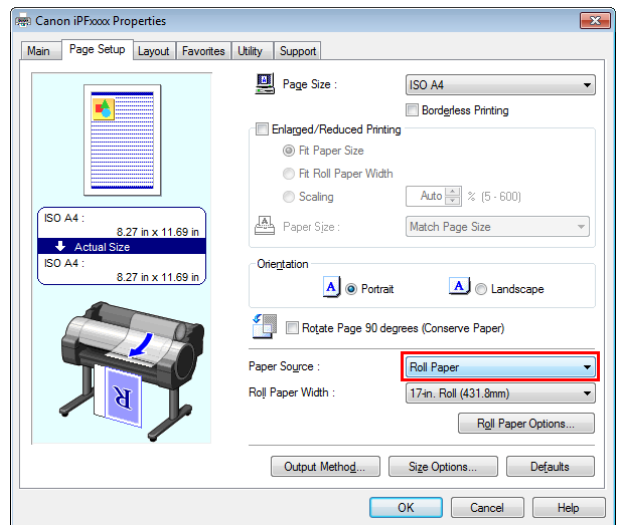 Canon iPFxxxx Properties
Main Page Setup Layout Favorites Utility Support
Page Size : ISO A4
Borderless Printing
Enlarged/Reduced Printing
Fit Paper Size
Fit Roll Paper Width
Scaling Auto % (5 - 600)
Paper Size : Match Page Size
ISO A4 :
8.27 in x 11.69 in
Actual Size
ISO A4 :
8.27 in x 11.69 in
Orientation
A Portrait A Landscape
Rotate Page 90 degrees (Conserve Paper)
Paper Source : Roll Paper
Roll Paper Width : 17-in. Roll (431.8mm)
R
Roll Paper Options...
Output Method... Size Options... Defaults
OK Cancel Help